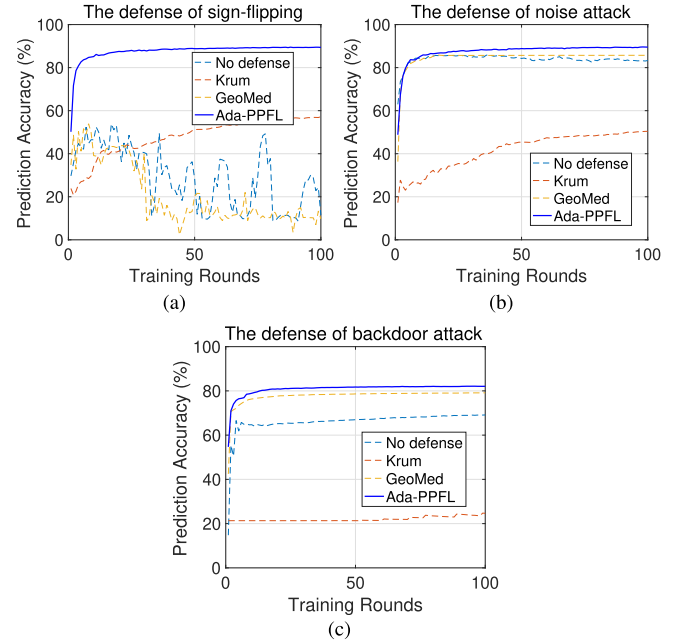 The defense of sign-flipping
100
80
60
40
20
0
0
50
100
Prediction Accuracy (%)
Training Rounds
No defense
Krum
GeoMed
Ada-PPFL
(a)
The defense of noise attack
100
80
60
40
20
0
0
50
100
Prediction Accuracy (%)
Training Rounds
No defense
Krum
GeoMed
Ada-PPFL
(b)
The defense of backdoor attack
100
80
60
40
20
0
0
50
100
Prediction Accuracy (%)
Training Rounds
No defense
Krum
GeoMed
Ada-PPFL
(c)